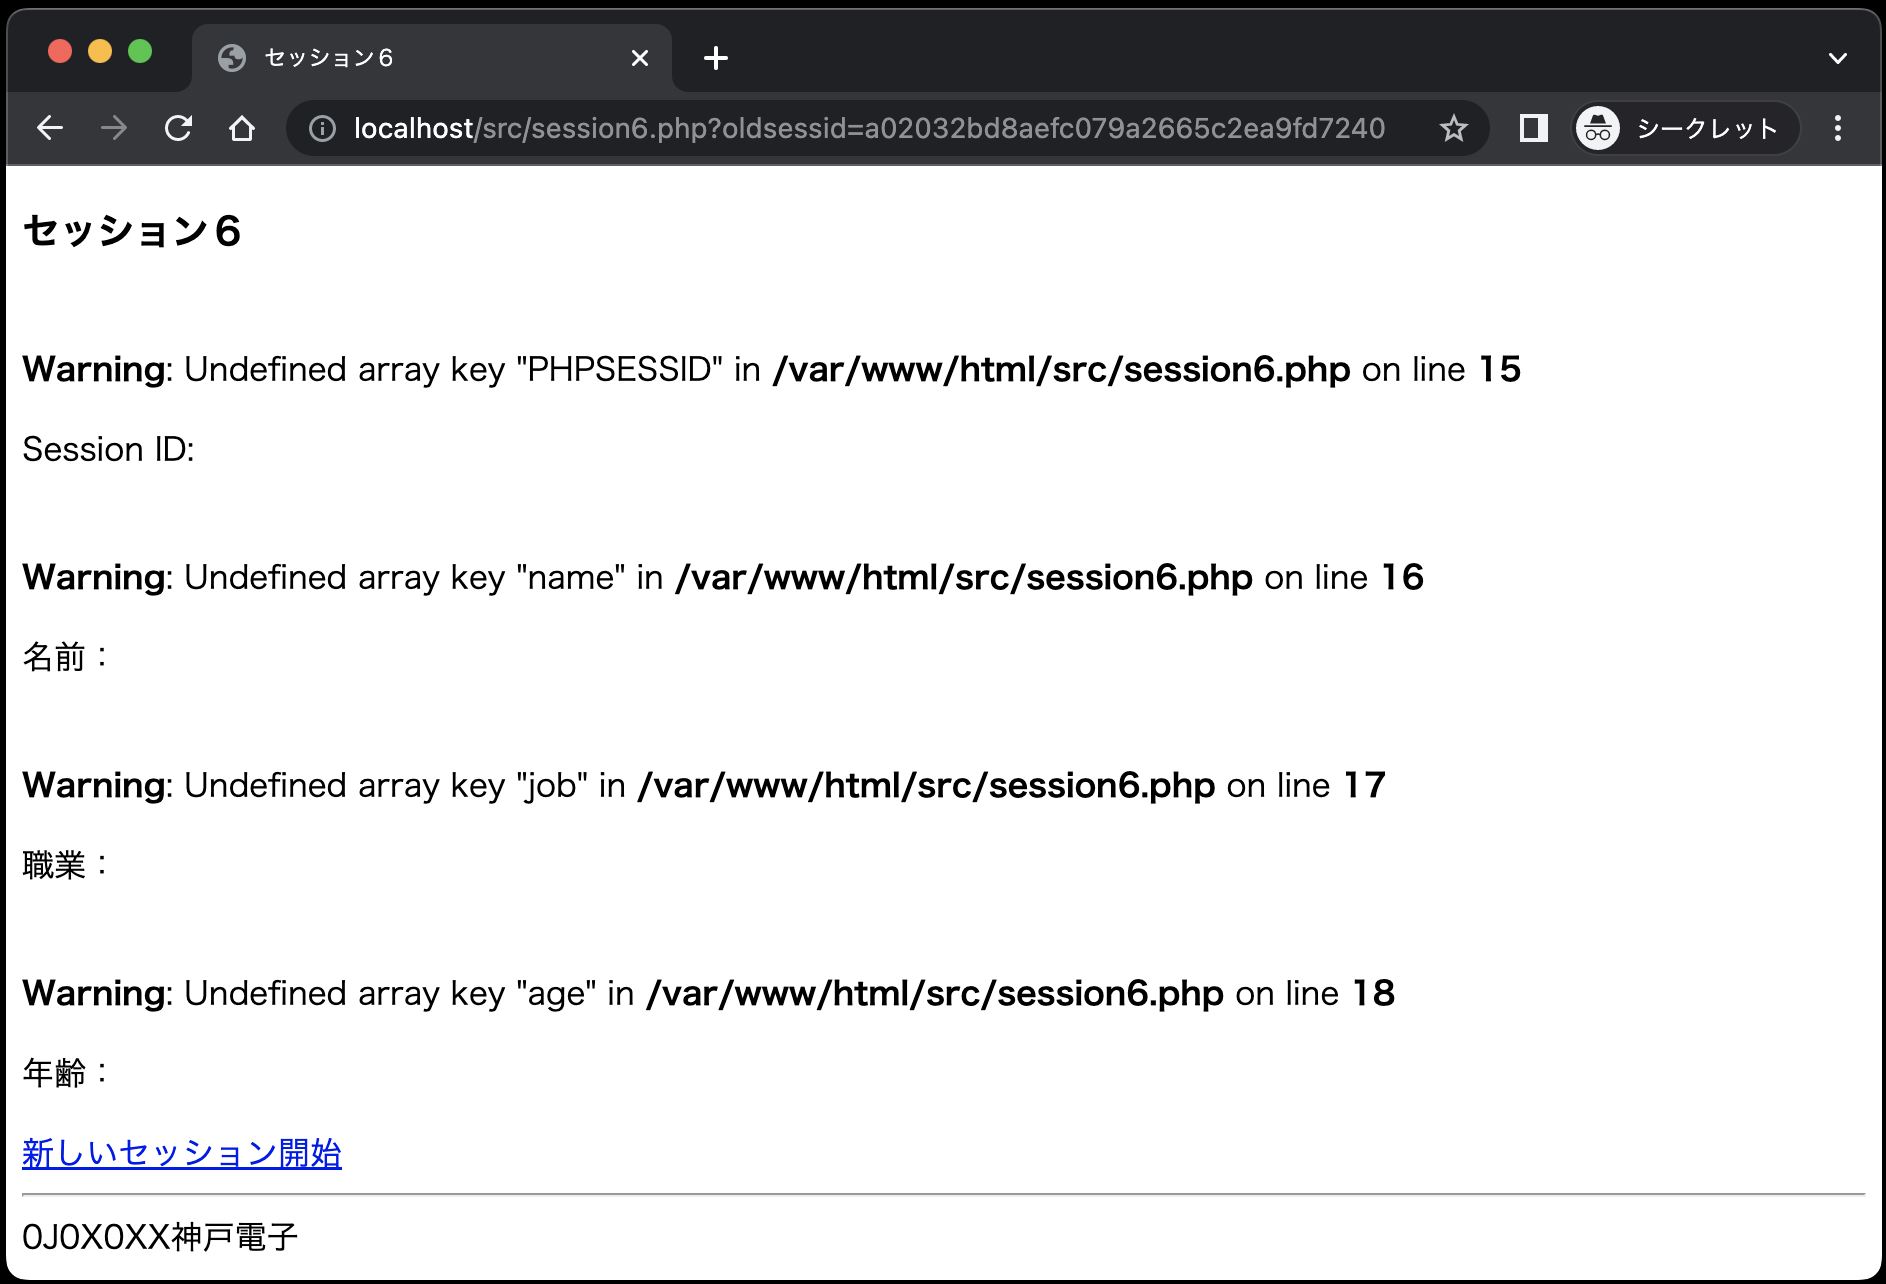 セッション６
localhost/src/session6.php?oldsessid=a02032bd8aefc079a2665c2ea9fd7240
シークレット
セッション６
Warning: Undefined array key "PHPSESSID" in /var/www/html/src/session6.php on line 15
Session ID:
Warning: Undefined array key "name" in /var/www/html/src/session6.php on line 16
名前：
Warning: Undefined array key "job" in /var/www/html/src/session6.php on line 17
職業：
Warning: Undefined array key "age" in /var/www/html/src/session6.php on line 18
年齢：
新しいセッション開始
0J0X0XX神戸電子